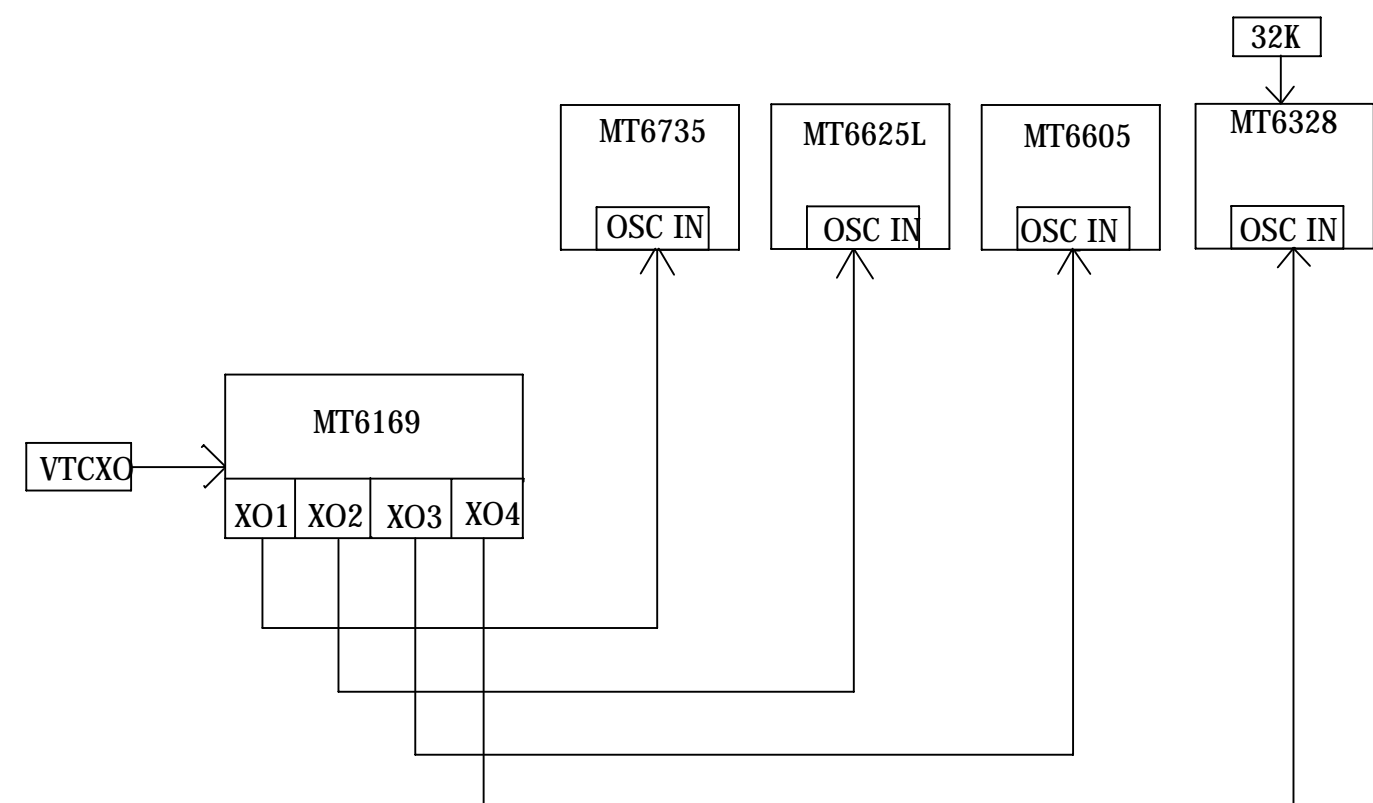 32K
MT6735
MT6625L
MT6605
MT6328
OSC IN
OSC IN
OSC IN
OSC IN
MT6169
VTCXO
XO1
XO2
XO3
XO4